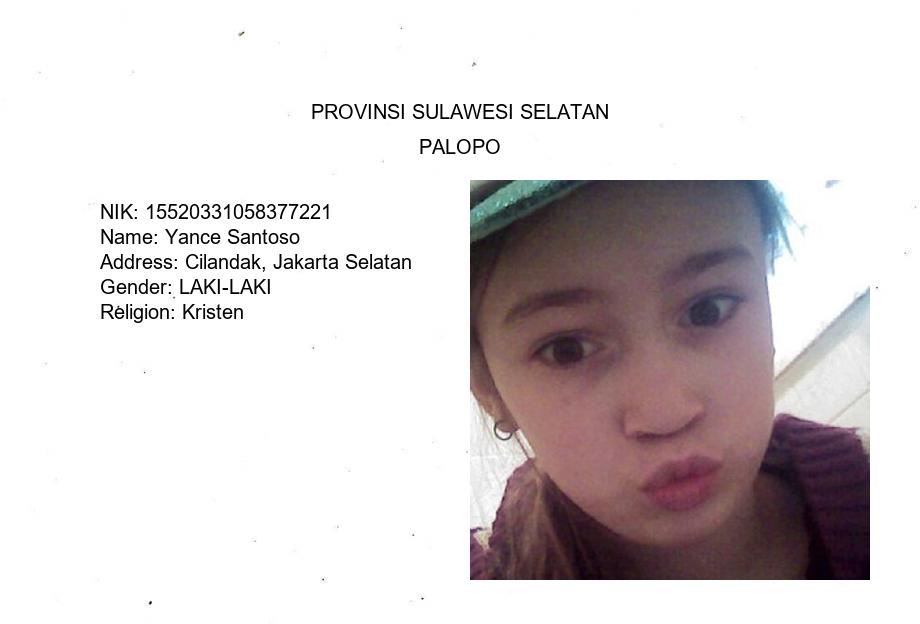 PROVINSI SULAWESI SELATAN
PALOPO
NIK: 15520331058377221
Name: Yance Santoso
Address: Cilandak, Jakarta Selatan
Gender: LAKI-LAKI
Religion: Kristen